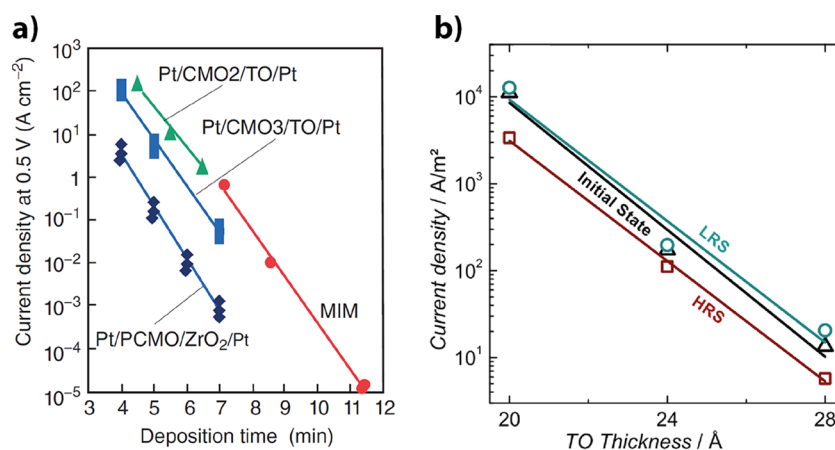 a)
Current density at 0.5 V (A cm⁻²)
10³
10²
10
1
10⁻¹
10⁻²
10⁻³
10⁻⁴
10⁻⁵
Pt/CMO2/TO/Pt
Pt/CMO3/TO/Pt
MIM
Pt/PCMO/ZrO₂/Pt
3 4 5 6 7 8 9 10 11 12
Deposition time (min)
b)
Current density / A/m²
10⁴
10³
10²
10¹
Initial State
LRS
HRS
20 24 28
TO Thickness / Å